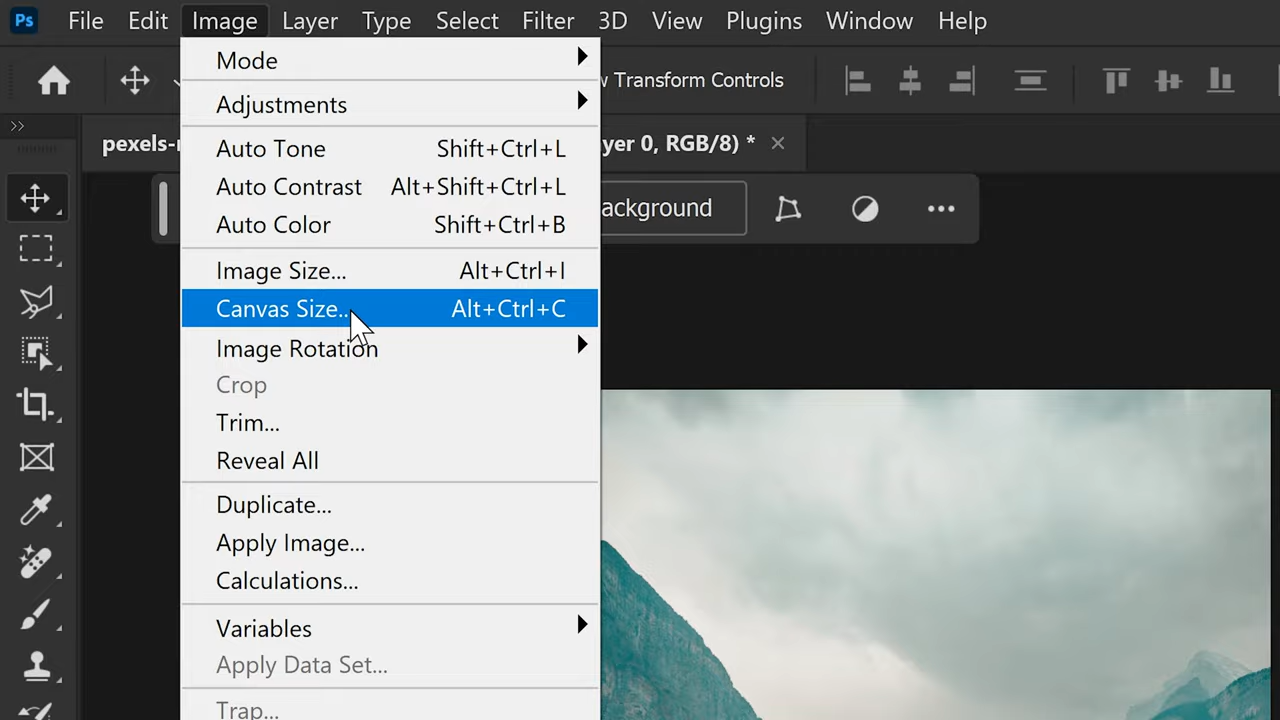 Ps File Edit Image Layer Type Select Filter 3D View Plugins Window Help
Transform Controls
pexels- Layer 0, RGB/8) *
Mode
Adjustments
Auto Tone Shift+Ctrl+L
Auto Contrast Alt+Shift+Ctrl+L
Auto Color Shift+Ctrl+B
ackground
Image Size... Alt+Ctrl+I
Canvas Size... Alt+Ctrl+C
Image Rotation
Crop
Trim...
Reveal All
Duplicate...
Apply Image...
Calculations...
Variables
Apply Data Set...
Trap...